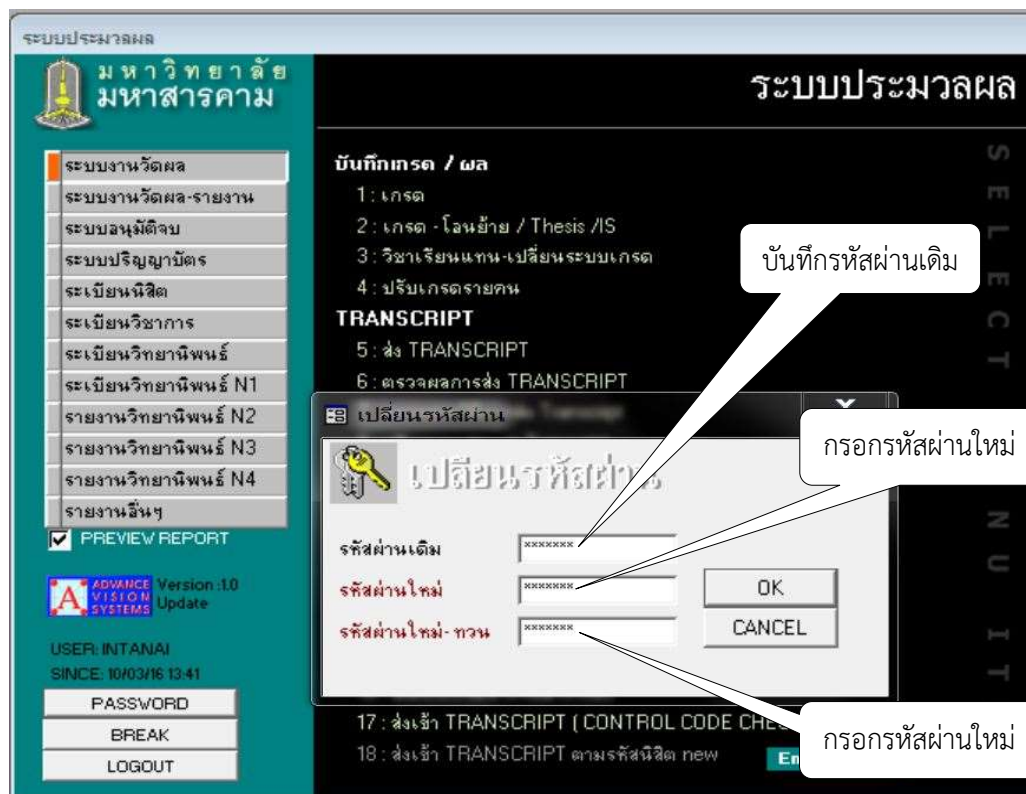 ระบบประมวลผล
มหาวิทยาลัย
มหาสารคาม
ระบบประมวลผล
ระบบงานวัดผล
ระบบงานวัดผล-รายงาน
ระบบอนุมัติจบ
ระบบปริญญาบัตร
ระเบียนนิสิต
ระเบียนวิชาการ
ระเบียนวิทยานิพนธ์
ระเบียนวิทยานิพนธ์ N1
รายงานวิทยานิพนธ์ N2
รายงานวิทยานิพนธ์ N3
รายงานวิทยานิพนธ์ N4
รายงานอื่นๆ
PREVIEW REPORT
ADVANCE
VISION
SYSTEMS
Version :1.0
Update
USER: INTANAI
SINCE: 10/03/16 13:41
PASSWORD
BREAK
LOGOUT
บันทึกเกรด / ผล
1 : เกรด
2 : เกรด - โอนย้าย / Thesis /IS
3 : วิชาเรียนแทน-เปลี่ยนระบบเกรด
4 : ปรับเกรดรายคน
TRANSCRIPT
5 : ส่ง TRANSCRIPT
6 : ตรวจผลการส่ง TRANSCRIPT
บันทึกรหัสผ่านเดิม
เปลี่ยนรหัสผ่าน
X
เปลี่ยนรหัสผ่าน
กรอกรหัสผ่านใหม่
รหัสผ่านเดิม *******
รหัสผ่านใหม่ *******
OK
รหัสผ่านใหม่- ทวน *******
CANCEL
กรอกรหัสผ่านใหม่
17 : ส่งเข้า TRANSCRIPT ( CONTROL CODE
18 : ส่งเข้า TRANSCRIPT ตามรหัสนิสิต new
SELECT